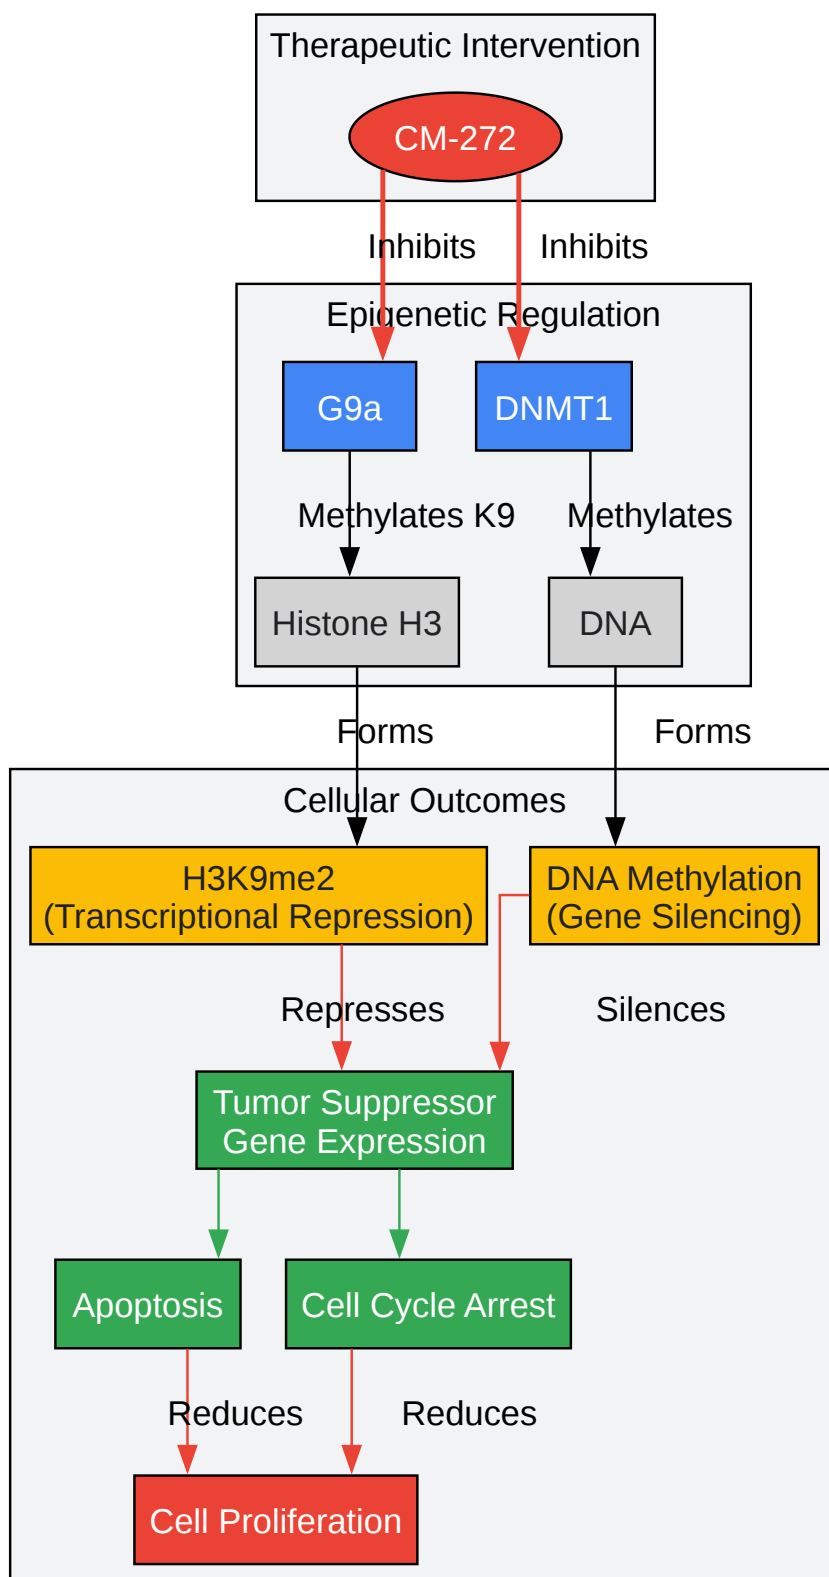 Therapeutic Intervention
CM-272
Inhibits
Inhibits
Epigenetic Regulation
G9a
DNMT1
Methylates K9
Methylates
Histone H3
DNA
Forms
Forms
Cellular Outcomes
H3K9me2
(Transcriptional Repression)
DNA Methylation
(Gene Silencing)
Represses
Silences
Tumor Suppressor
Gene Expression
Apoptosis
Cell Cycle Arrest
Reduces
Reduces
Cell Proliferation